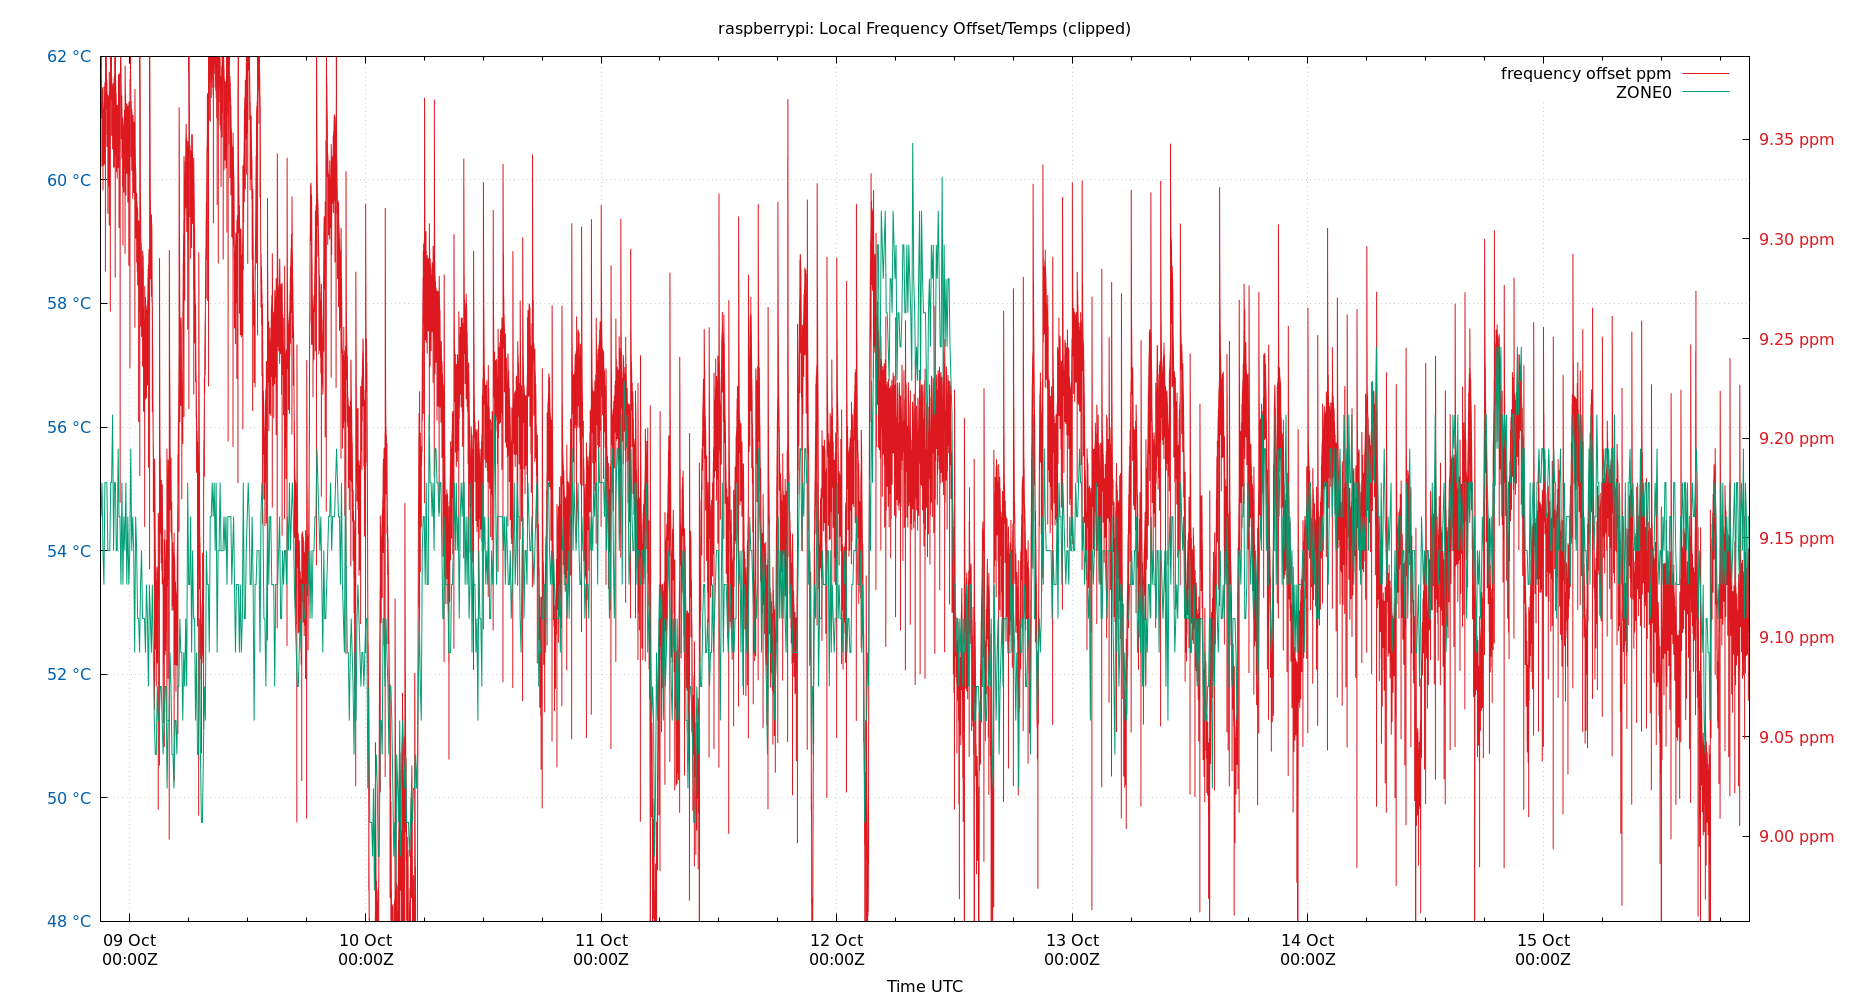 raspberrypi: Local Frequency Offset/Temps (clipped)
62 °C
60 °C
58 °C
56 °C
54 °C
52 °C
50 °C
48 °C
frequency offset ppm
ZONE0
9.35 ppm
9.30 ppm
9.25 ppm
9.20 ppm
9.15 ppm
9.10 ppm
9.05 ppm
9.00 ppm
09 Oct 10 Oct 11 Oct 12 Oct 13 Oct 14 Oct 15 Oct
00:00Z 00:00Z 00:00Z 00:00Z 00:00Z 00:00Z 00:00Z
Time UTC